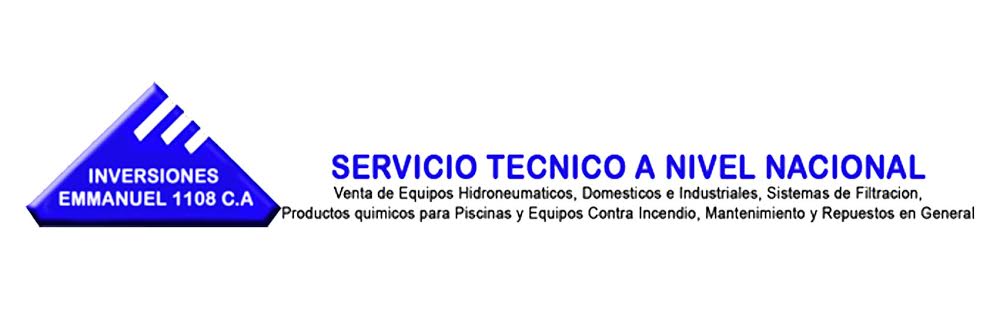 INVERSIONES
EMMANUEL 1108 C.A
SERVICIO TECNICO A NIVEL NACIONAL
Venta de Equipos Hidroneumaticos, Domesticos e Industriales, Sistemas de Filtracion,
Productos quimicos para Piscinas y Equipos Contra Incendio, Mantenimiento y Repuestos en General